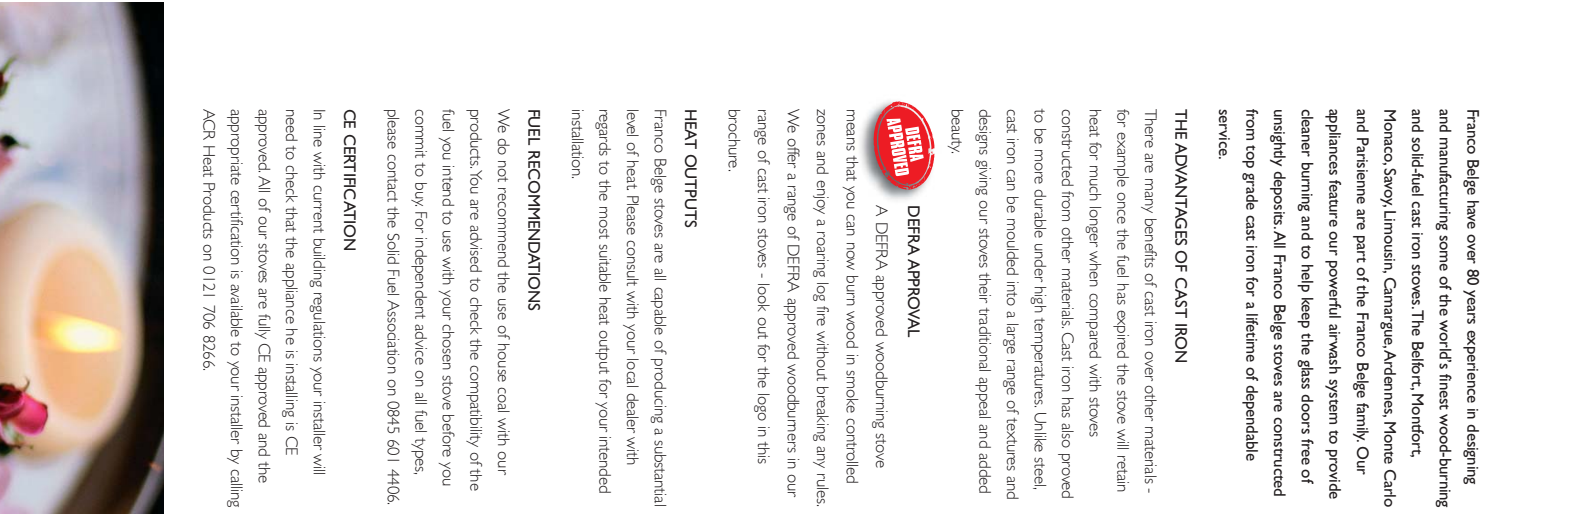 Franco Belge have over 80 years experience in designing
and manufacturing some of the world's finest wood-burning
and solid-fuel cast iron stoves. The Belfort, Montfort,
Monaco, Savoy, Limousin, Camargue, Ardennes, Monte Carlo
and Parisienne are part of the Franco Belge family. Our
appliances feature our powerful airwash system to provide
cleaner burning and to help keep the glass doors free of
unsightly deposits. All Franco Belge stoves are constructed
from top grade cast iron for a lifetime of dependable
service.
THE ADVANTAGES OF CAST IRON
There are many benefits of cast iron over other materials -
for example once the fuel has expired the stove will retain
heat for much longer when compared with stoves
constructed from other materials. Cast iron has also proved
to be more durable under high temperatures. Unlike steel,
cast iron can be moulded into a large range of textures and
designs giving our stoves their traditional appeal and added
beauty.
DEFRA
APPROVED
DEFRA APPROVAL
A DEFRA approved woodburning stove
means that you can now burn wood in smoke controlled
zones and enjoy a roaring log fire without breaking any rules.
We offer a range of DEFRA approved woodburners in our
range of cast iron stoves - look out for the logo in this
brochure.
HEAT OUTPUTS
Franco Belge stoves are all capable of producing a substantial
level of heat. Please consult with your local dealer with
regards to the most suitable heat output for your intended
installation.
FUEL RECOMMENDATIONS
We do not recommend the use of house coal with our
products. You are advised to check the compatibility of the
fuel you intend to use with your chosen stove before you
commit to buy. For independent advice on all fuel types,
please contact the Solid Fuel Association on 0845 601 4406.
CE CERTIFICATION
In line with current building regulations your installer will
need to check that the appliance he is installing is CE
approved. All of our stoves are fully CE approved and the
appropriate certification is available to your installer by calling
ACR Heat Products on 0121 706 8266.